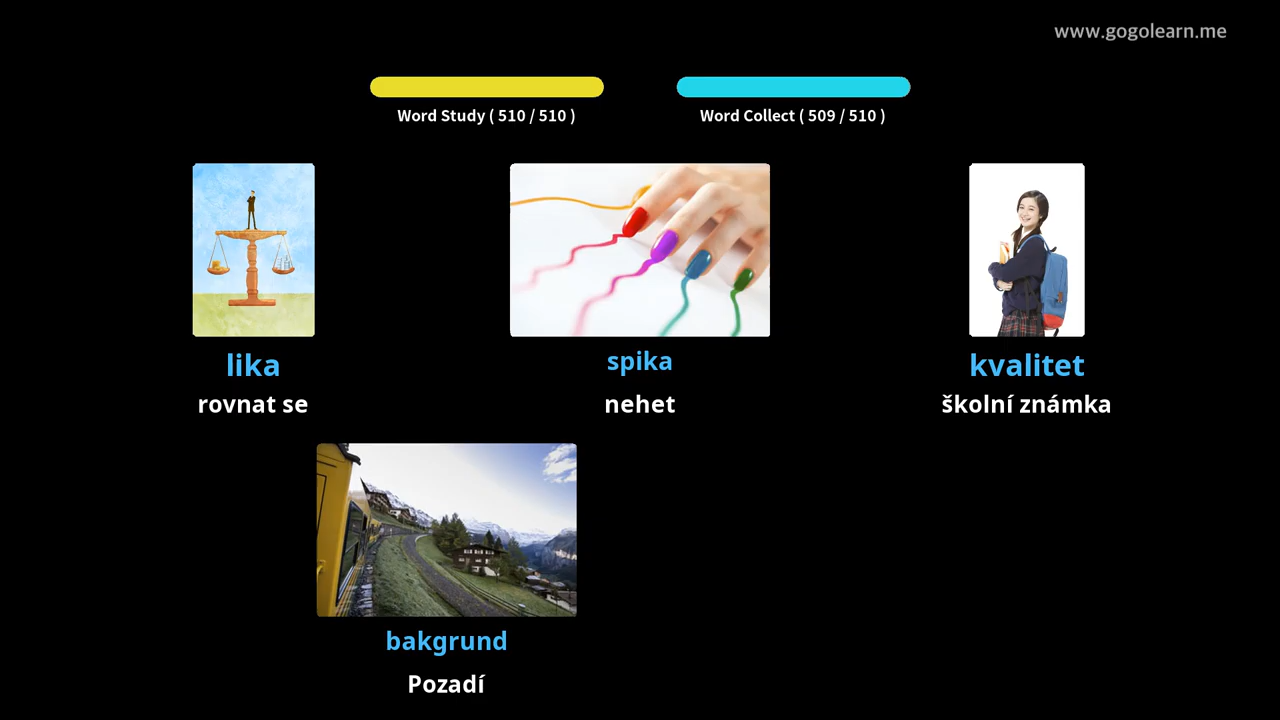 www.gogolearn.me
Word Study ( 510 / 510 )
Word Collect ( 509 / 510 )
lika
rovnat se
spika
nehet
kvalitet
školní známka
bakgrund
Pozadí